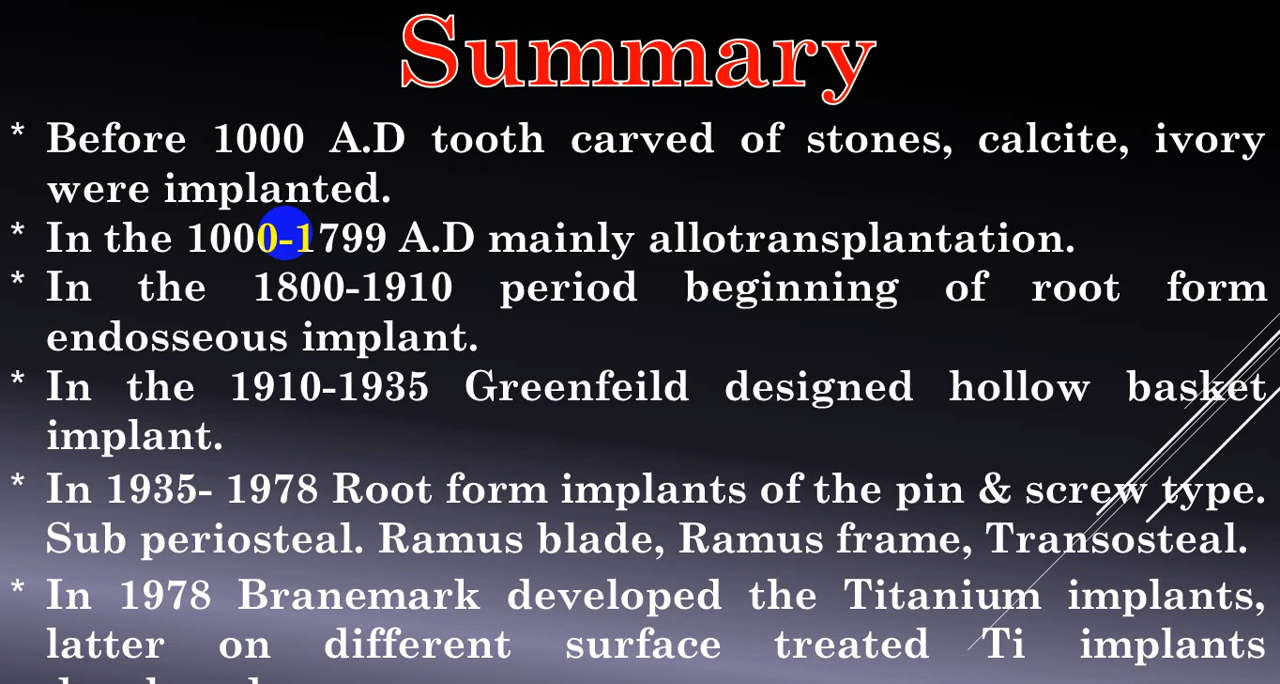 Summary
* Before 1000 A.D tooth carved of stones, calcite, ivory
were implanted.
* In the 1000-1799 A.D mainly allotransplantation.
* In the 1800-1910 period beginning of root form
endosseous implant.
* In the 1910-1935 Greenfeild designed hollow basket
implant.
* In 1935- 1978 Root form implants of the pin & screw type.
Sub periosteal. Ramus blade, Ramus frame, Transosteal.
* In 1978 Branemark developed the Titanium implants,
latter on different surface treated Ti implants